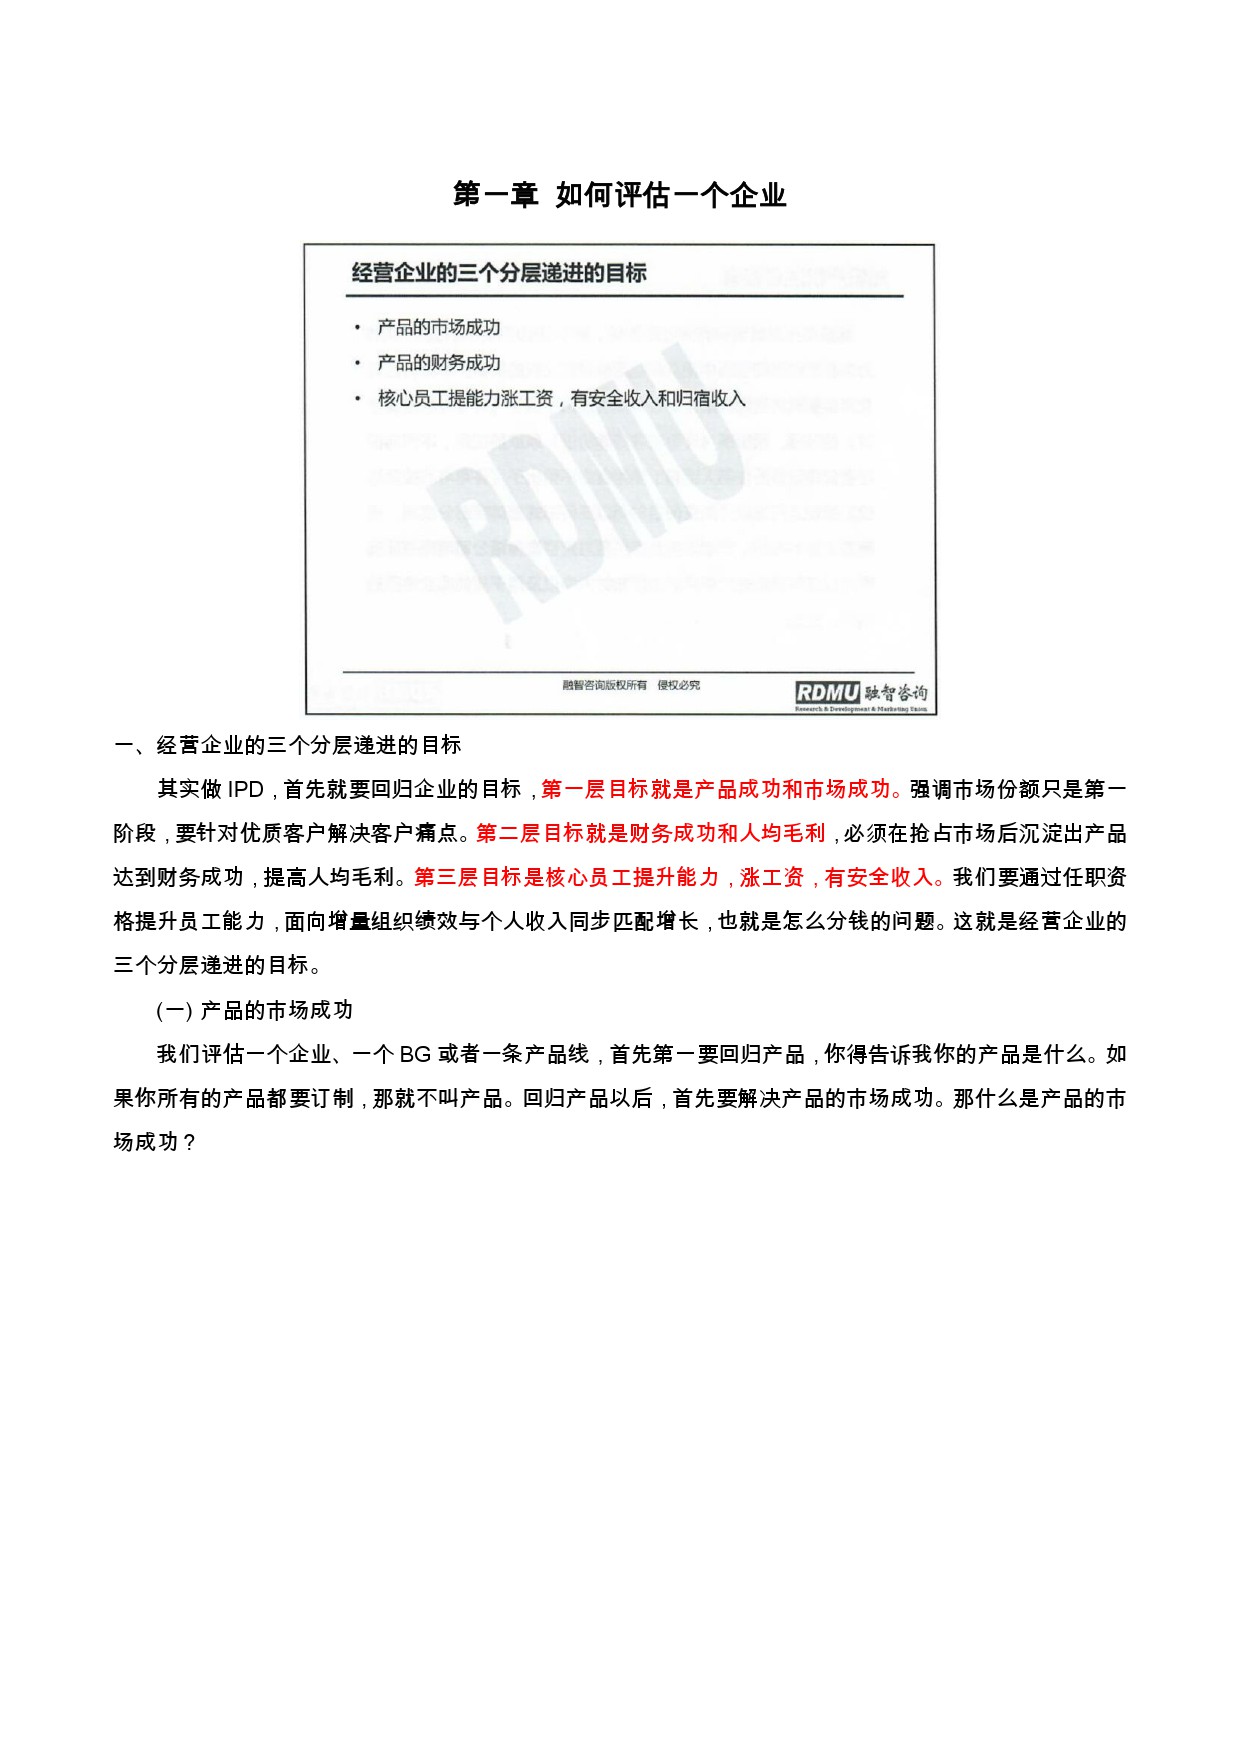 第一章 如何评估一个企业
经营企业的三个分层递进的目标
• 产品的市场成功
• 产品的财务成功
• 核心员工提能力涨工资，有安全收入和归宿收入
RDMU
融智咨询版权所有 侵权必究
RDMU 融智咨询
Research & Development & Marketing Union
一、经营企业的三个分层递进的目标
其实做 IPD，首先就要回归企业的目标，第一层目标就是产品成功和市场成功。强调市场份额只是第一
阶段，要针对优质客户解决客户痛点。第二层目标就是财务成功和人均毛利，必须在抢占市场后沉淀出产品
达到财务成功，提高人均毛利。第三层目标是核心员工提升能力，涨工资，有安全收入。我们要通过任职资
格提升员工能力，面向增量组织绩效与个人收入同步匹配增长，也就是怎么分钱的问题。这就是经营企业的
三个分层递进的目标。
(一) 产品的市场成功
我们评估一个企业、一个 BG 或者一条产品线，首先第一要回归产品，你得告诉我你的产品是什么。如
果你所有的产品都要订制，那就不叫产品。回归产品以后，首先要解决产品的市场成功。那什么是产品的市
场成功？